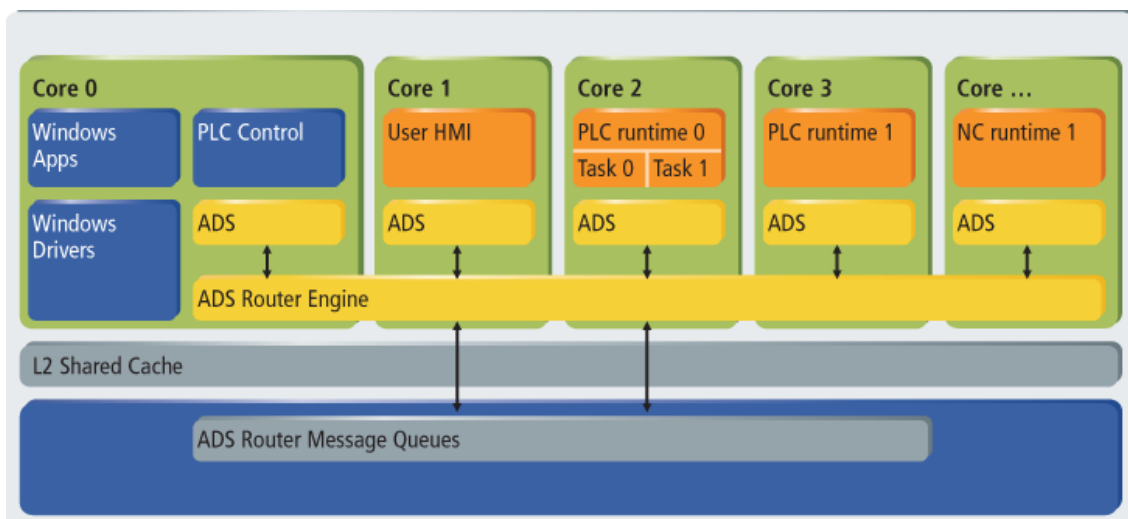 Core 0
Core 1
Core 2
Core 3
Core ...
Windows
Apps
PLC Control
User HMI
PLC runtime 0
Task 0
Task 1
PLC runtime 1
NC runtime 1
Windows
Drivers
ADS
ADS
ADS
ADS
ADS
ADS Router Engine
L2 Shared Cache
ADS Router Message Queues